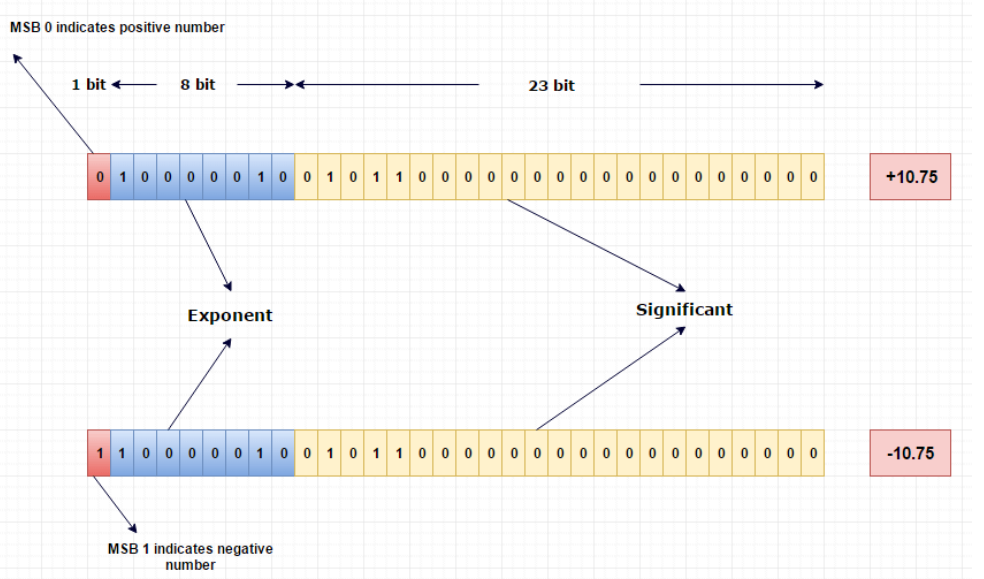 MSB 0 indicates positive number
1 bit 8 bit 23 bit
0 1 0 0 0 0 0 1 0 0 1 0 1 1 0 0 0 0 0 0 0 0 0 0 0 0 0 0 0 0 0 0 +10.75
Exponent Significant
1 1 0 0 0 0 0 1 0 0 1 0 1 1 0 0 0 0 0 0 0 0 0 0 0 0 0 0 0 0 0 0 -10.75
MSB 1 indicates negative
number